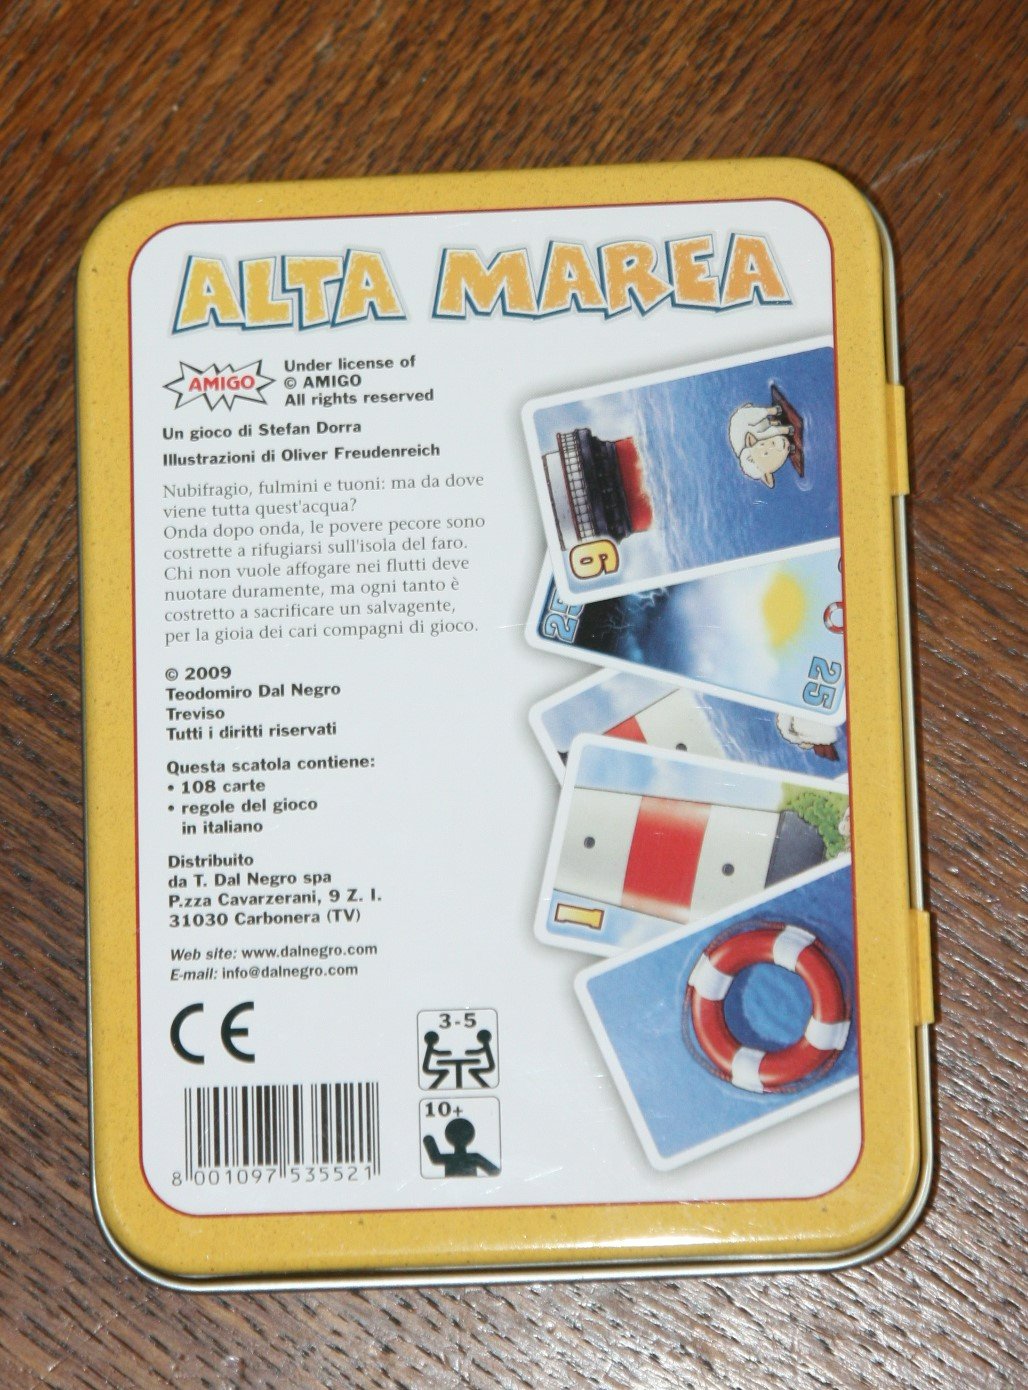 ALTA MAREA
AMIGO
Under license of
© AMIGO
All rights reserved
Un gioco di Stefan Dorra
Illustrazioni di Oliver Freudenreich
Nubifragio, fulmini e tuoni: ma da dove
viene tutta quest'acqua?
Onda dopo onda, le povere pecore sono
costrette a rifugiarsi sull'isola del faro.
Chi non vuole affogare nei flutti deve
nuotare duramente, ma ogni tanto è
costretto a sacrificare un salvagente,
per la gioia dei cari compagni di gioco.
6
25
25
1
© 2009
Teodomiro Dal Negro
Treviso
Tutti i diritti riservati
Questa scatola contiene:
• 108 carte
• regole del gioco
in italiano
Distribuito
da T. Dal Negro spa
P.zza Cavarzerani, 9 Z. I.
31030 Carbonera (TV)
Web site: www.dalnegro.com
E-mail: info@dalnegro.com
CE
3-5
10+
8 001097 535521